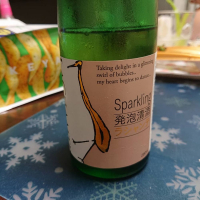 Taking delight in a glittering
swirl of bubbles...
my heart begins to dance.
Sparkling
発泡清酒